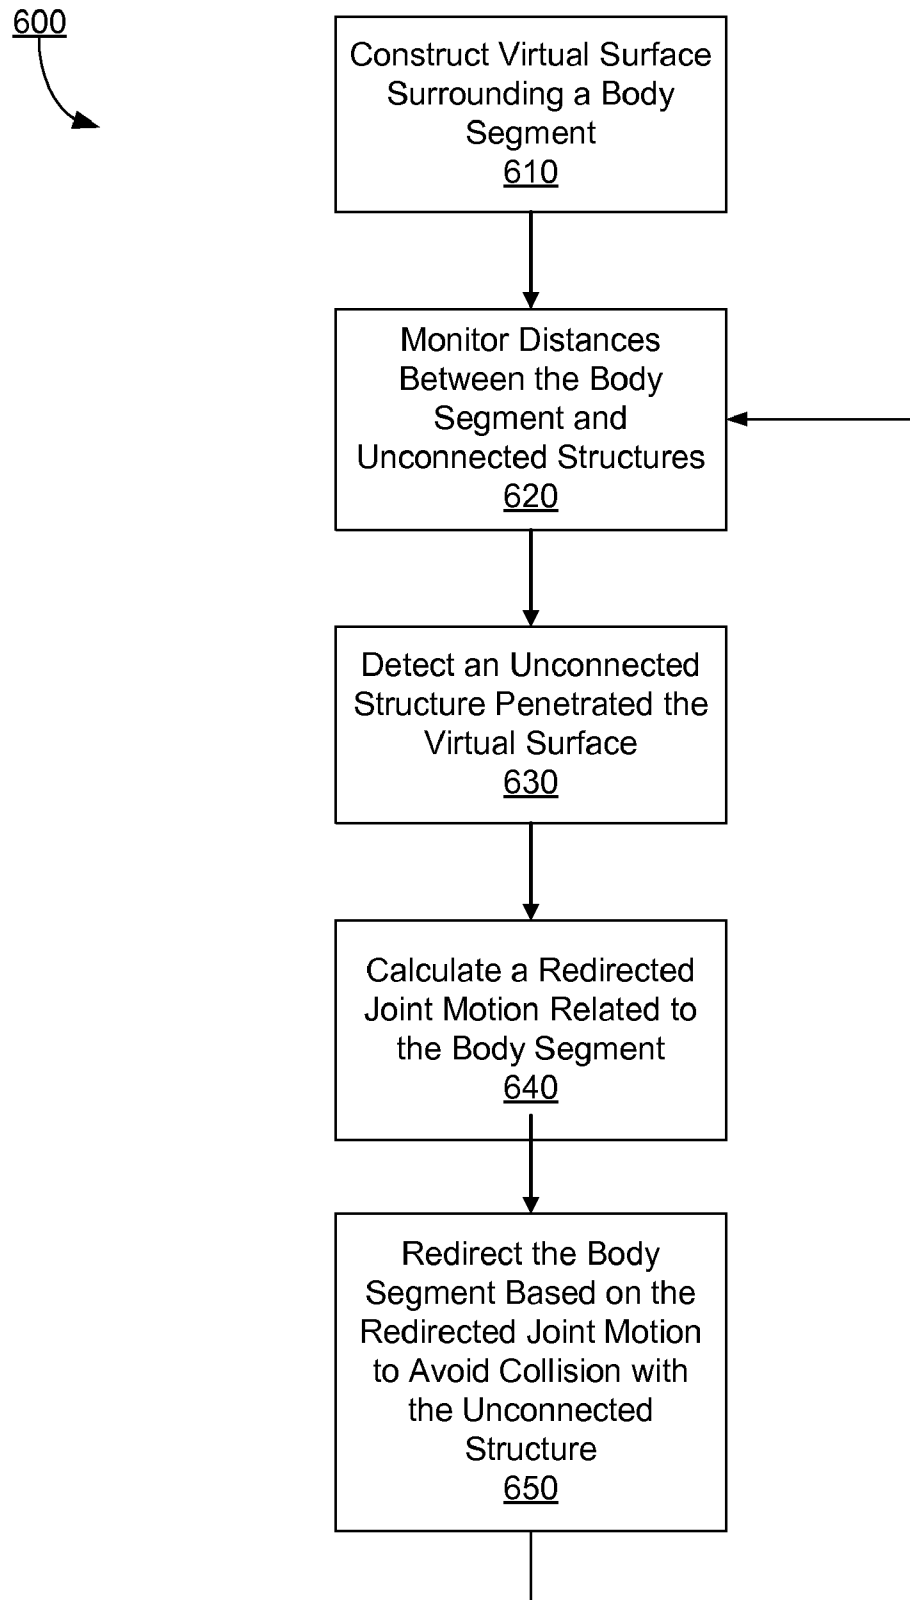 600
Construct Virtual Surface
Surrounding a Body
Segment
610
Monitor Distances
Between the Body
Segment and
Unconnected Structures
620
Detect an Unconnected
Structure Penetrated the
Virtual Surface
630
Calculate a Redirected
Joint Motion Related to
the Body Segment
640
Redirect the Body
Segment Based on the
Redirected Joint Motion
to Avoid Collision with
the Unconnected
Structure
650